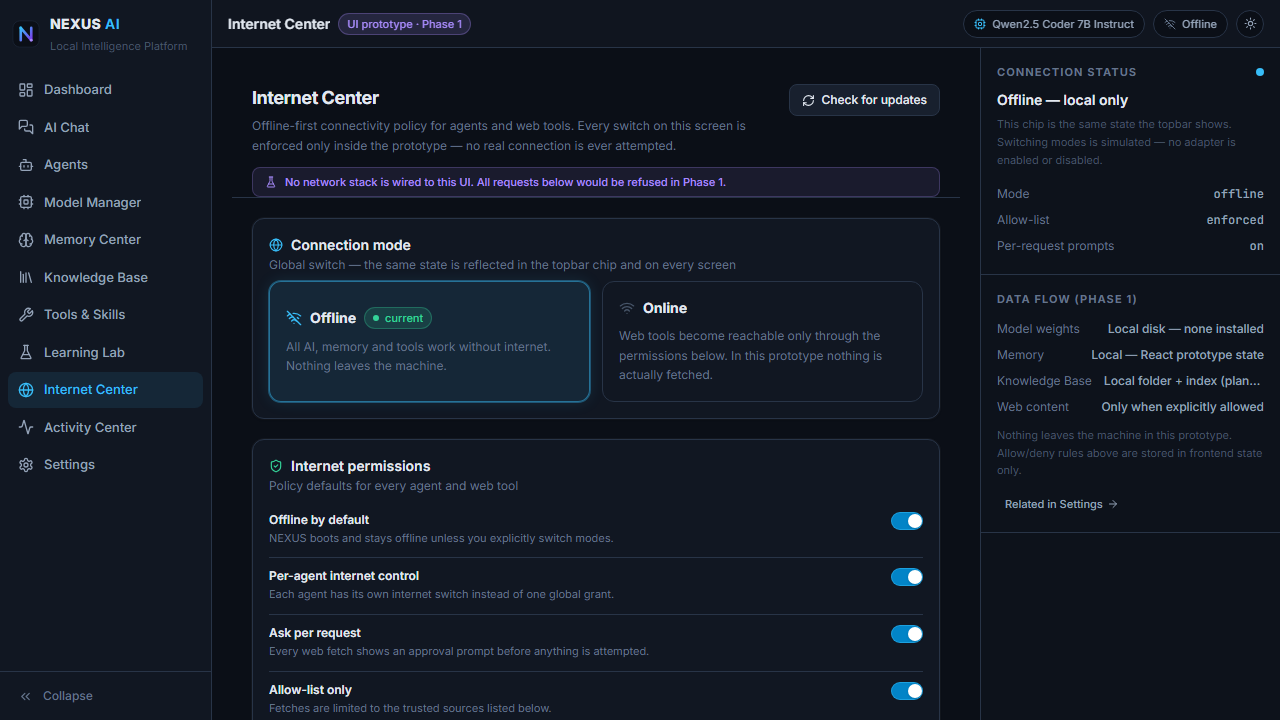 NEXUS AI
Local Intelligence Platform
Dashboard
AI Chat
Agents
Model Manager
Memory Center
Knowledge Base
Tools & Skills
Learning Lab
Internet Center
Activity Center
Settings
Collapse
Internet Center
UI prototype · Phase 1
Qwen2.5 Coder 7B Instruct
Offline
Internet Center
Check for updates
Offline-first connectivity policy for agents and web tools. Every switch on this screen is
enforced only inside the prototype — no real connection is ever attempted.
No network stack is wired to this UI. All requests below would be refused in Phase 1.
Connection mode
Global switch — the same state is reflected in the topbar chip and on every screen
Offline
current
All AI, memory and tools work without internet.
Nothing leaves the machine.
Online
Web tools become reachable only through the
permissions below. In this prototype nothing is
actually fetched.
Internet permissions
Policy defaults for every agent and web tool
Offline by default
NEXUS boots and stays offline unless you explicitly switch modes.
Per-agent internet control
Each agent has its own internet switch instead of one global grant.
Ask per request
Every web fetch shows an approval prompt before anything is attempted.
Allow-list only
Fetches are limited to the trusted sources listed below.
CONNECTION STATUS
Offline — local only
This chip is the same state the topbar shows.
Switching modes is simulated — no adapter is
enabled or disabled.
Mode offline
Allow-list enforced
Per-request prompts on
DATA FLOW (PHASE 1)
Model weights Local disk — none installed
Memory Local — React prototype state
Knowledge Base Local folder + index (plan...
Web content Only when explicitly allowed
Nothing leaves the machine in this prototype.
Allow/deny rules above are stored in frontend state
only.
Related in Settings →